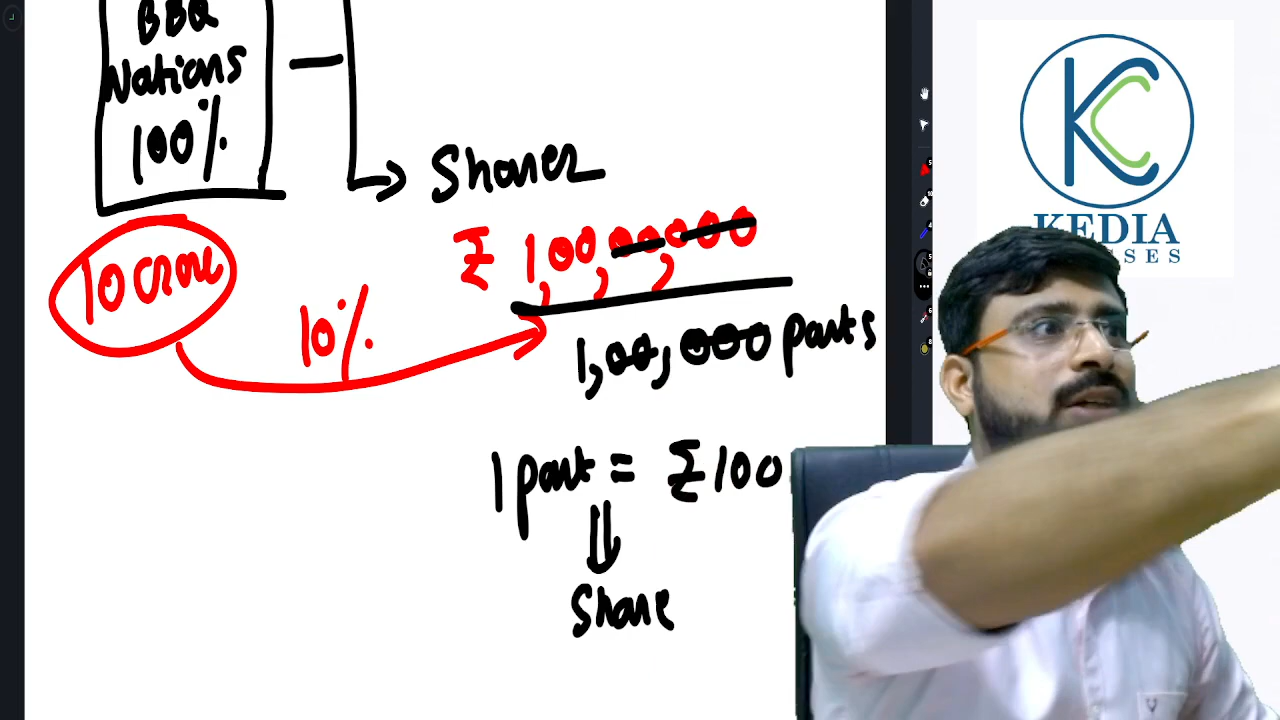 BBQ
Nations
100%
Shares
₹ 1,00,00,000
10 crore
10%
1,00,000 parts
1 part = ₹100
Share
KC
KEDIA
SSES